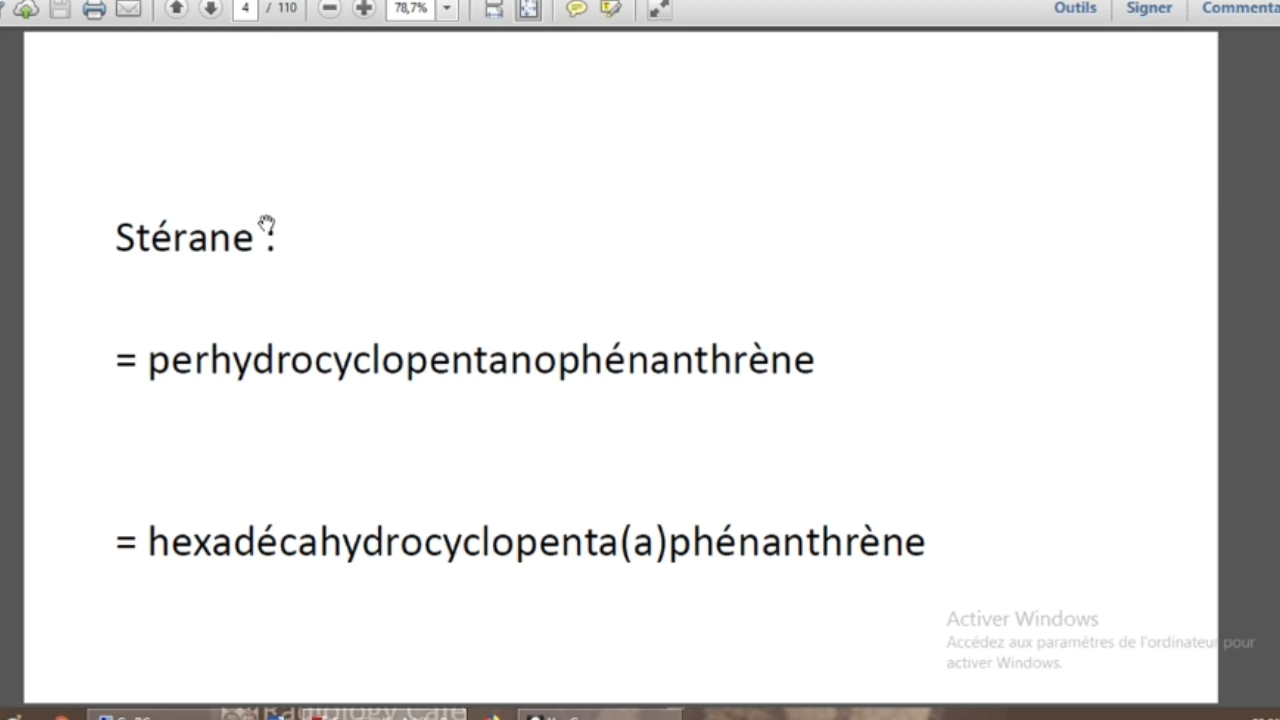 4 / 110
78,7%
Outils
Signer
Stérane :
= perhydrocyclopentanophénanthrène
= hexadécahydrocyclopenta(a)phénanthrène
Activer Windows
Accédez aux paramètres de l'ordinateur pour
activer Windows.